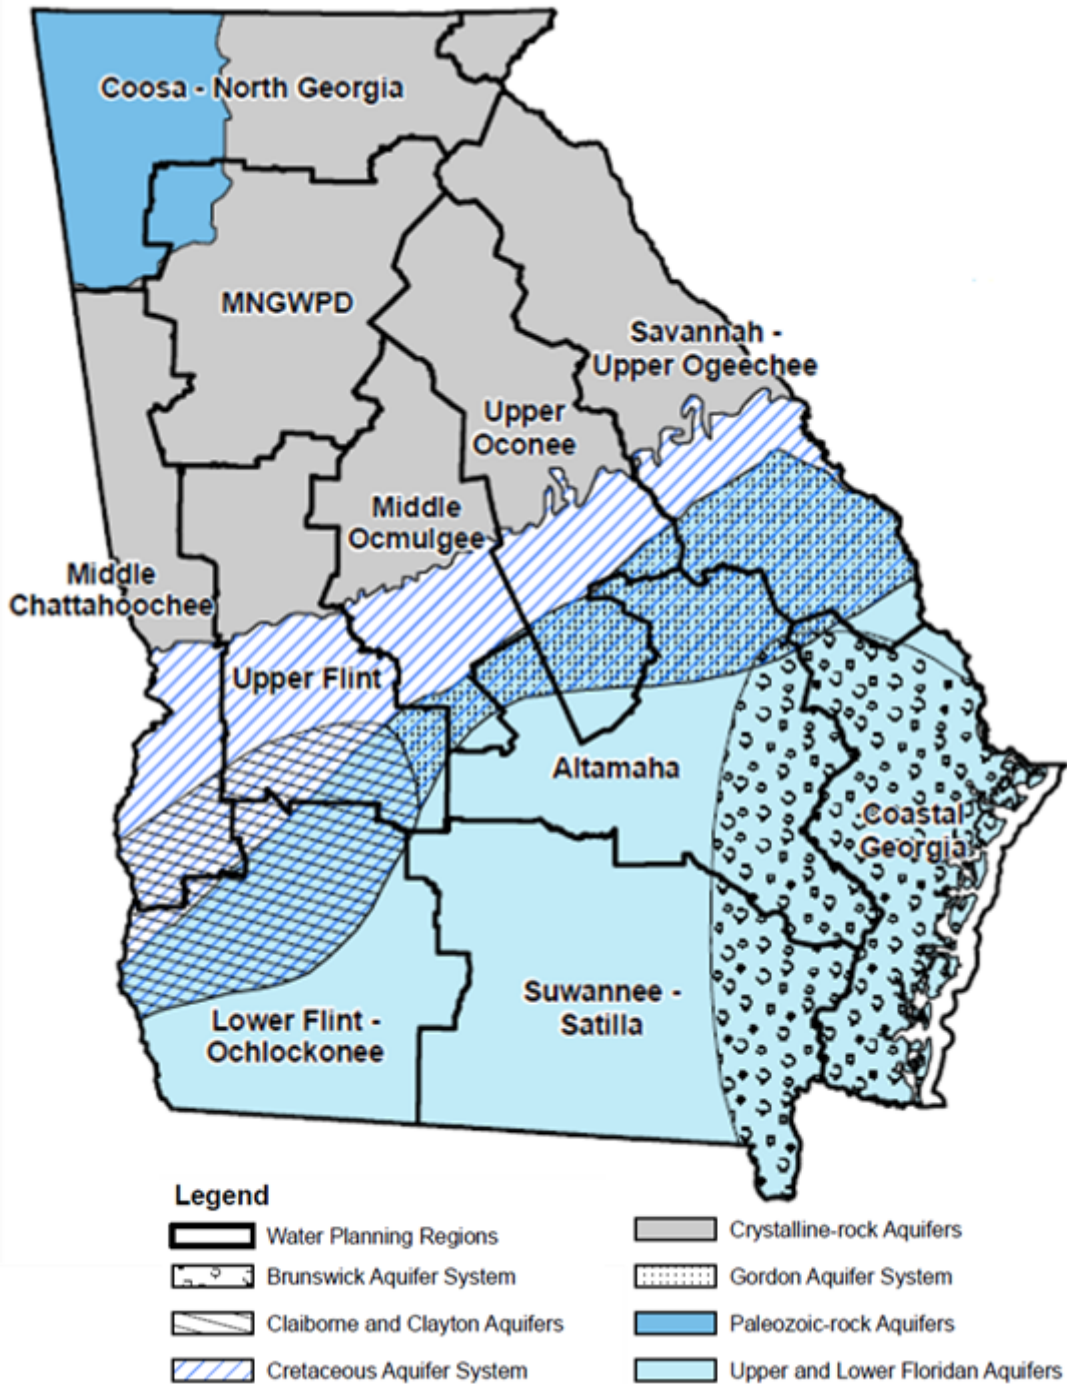 Coosa - North Georgia
MNGWPD
Savannah -
Upper Ogeechee
Upper
Oconee
Middle
Ocmulgee
Middle
Chattahoochee
Upper Flint
Altamaha
Coastal
Georgia
Suwannee -
Satilla
Lower Flint -
Ochlockonee
Legend
Water Planning Regions
Brunswick Aquifer System
Claiborne and Clayton Aquifers
Cretaceous Aquifer System
Crystalline-rock Aquifers
Gordon Aquifer System
Paleozoic-rock Aquifers
Upper and Lower Floridan Aquifers